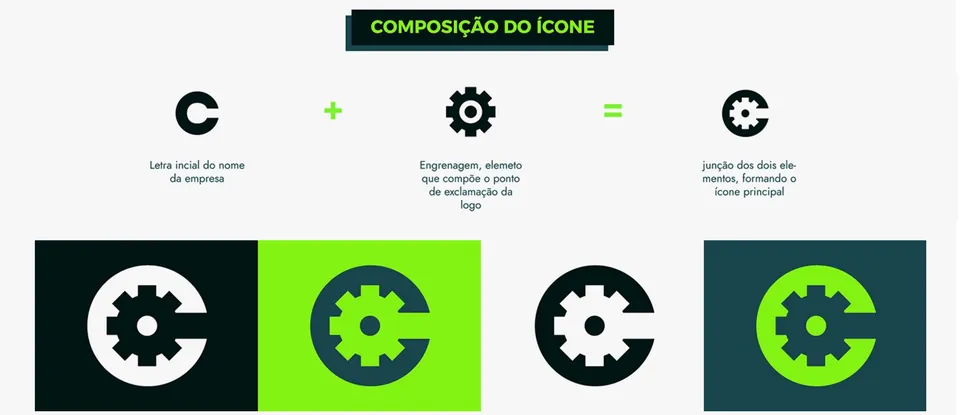 COMPOSIÇÃO DO ÍCONE
+
=
Letra incial do nome
da empresa
Engrenagem, elemeto
que compõe o ponto
de exclamação da
logo
junção dos dois ele-
mentos, formando o
ícone principal